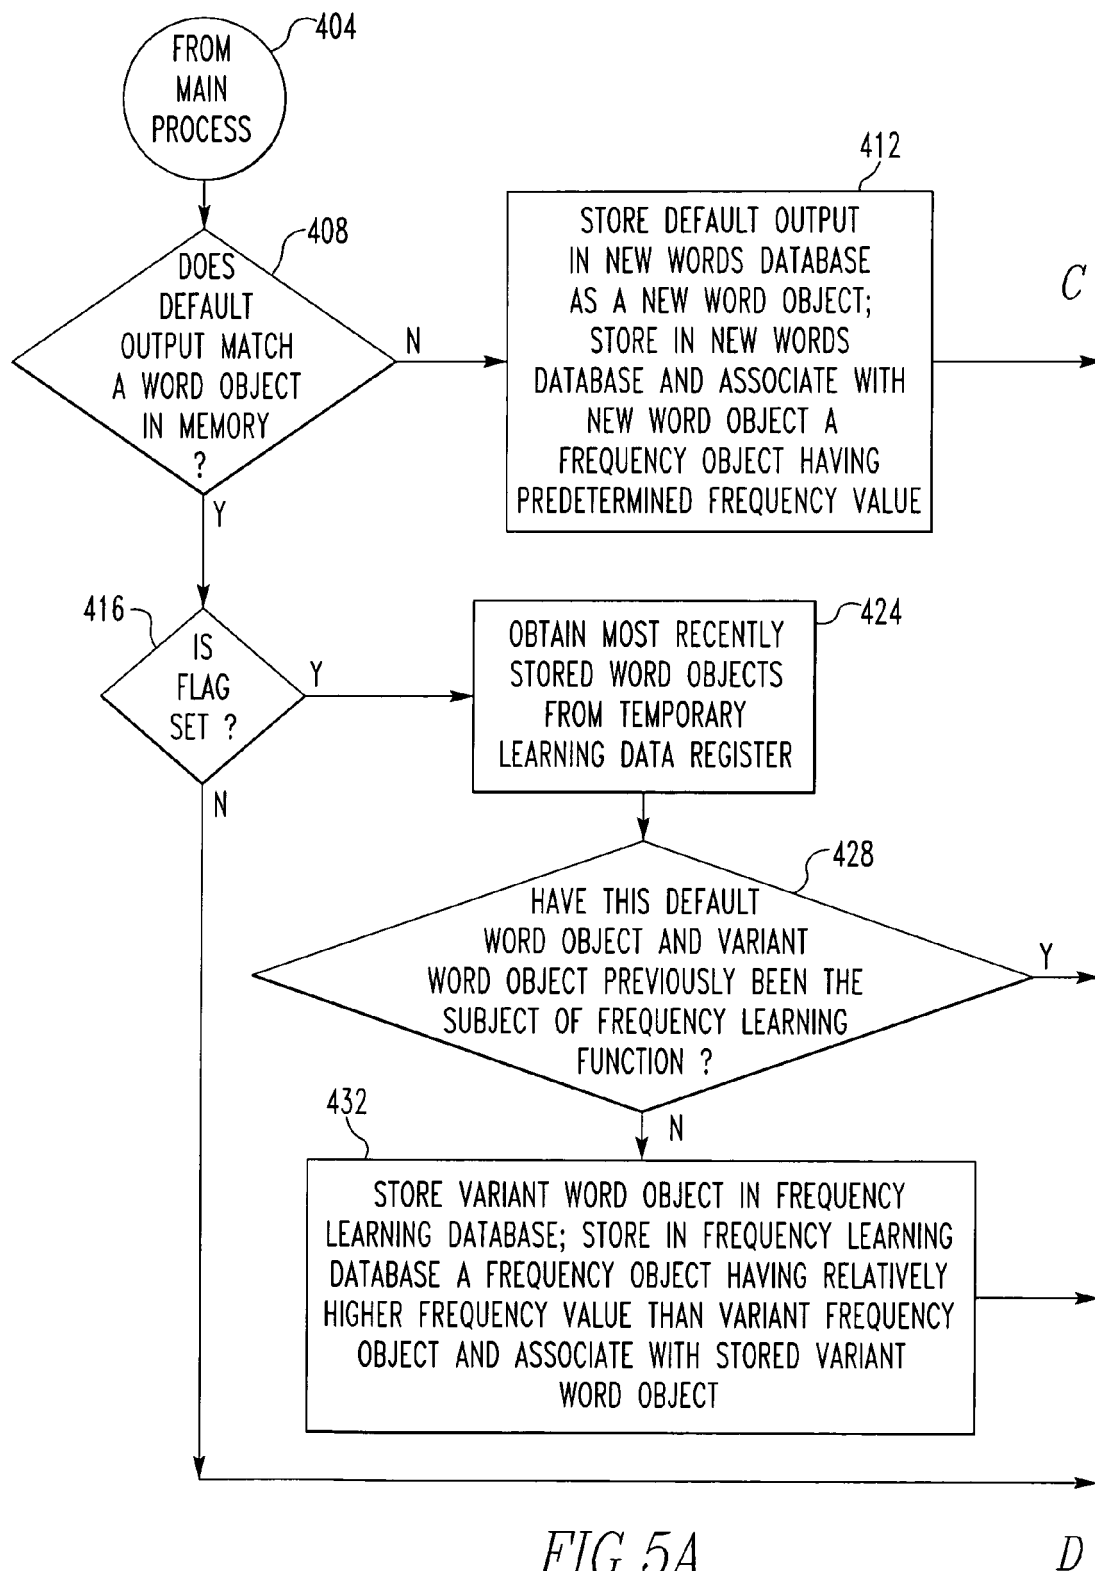 404
FROM
MAIN
PROCESS
408
DOES
DEFAULT
OUTPUT MATCH
A WORD OBJECT
IN MEMORY
?
N
Y
412
STORE DEFAULT OUTPUT
IN NEW WORDS DATABASE
AS A NEW WORD OBJECT;
STORE IN NEW WORDS
DATABASE AND ASSOCIATE WITH
NEW WORD OBJECT A
FREQUENCY OBJECT HAVING
PREDETERMINED FREQUENCY VALUE
C
416
IS
FLAG
SET ?
Y
N
424
OBTAIN MOST RECENTLY
STORED WORD OBJECTS
FROM TEMPORARY
LEARNING DATA REGISTER
428
HAVE THIS DEFAULT
WORD OBJECT AND VARIANT
WORD OBJECT PREVIOUSLY BEEN THE
SUBJECT OF FREQUENCY LEARNING
FUNCTION ?
Y
N
432
STORE VARIANT WORD OBJECT IN FREQUENCY
LEARNING DATABASE; STORE IN FREQUENCY LEARNING
DATABASE A FREQUENCY OBJECT HAVING RELATIVELY
HIGHER FREQUENCY VALUE THAN VARIANT FREQUENCY
OBJECT AND ASSOCIATE WITH STORED VARIANT
WORD OBJECT
FIG.5A
D